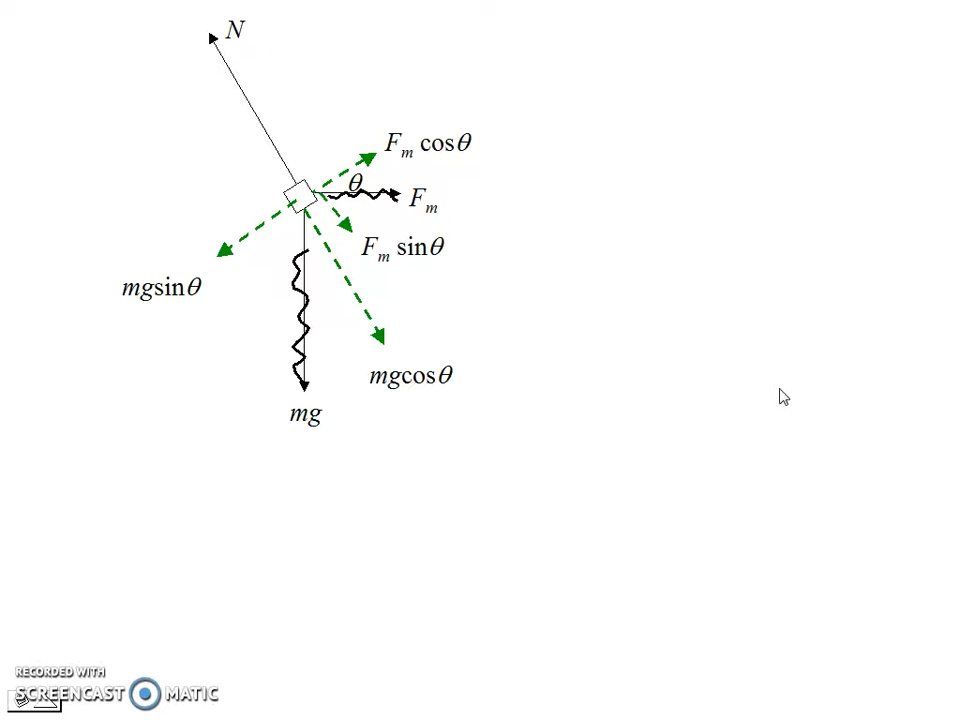 N
F_m cosθ
θ
F_m
F_m sinθ
mgsinθ
mgcosθ
mg
RECORDED WITH
SCREENCAST MATIC